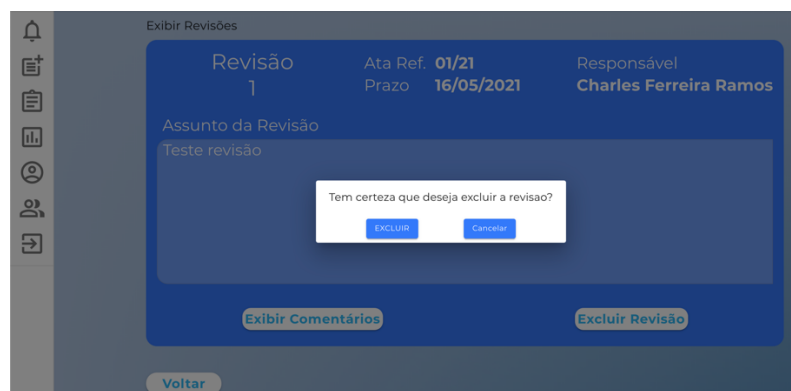 Exibir Revisões
Revisão
1
Ata Ref. 01/21
Prazo 16/05/2021
Responsável
Charles Ferreira Ramos
Assunto da Revisão
Teste revisão
Tem certeza que deseja excluir a revisao?
EXCLUIR Cancelar
Exibir Comentários Excluir Revisão
Voltar